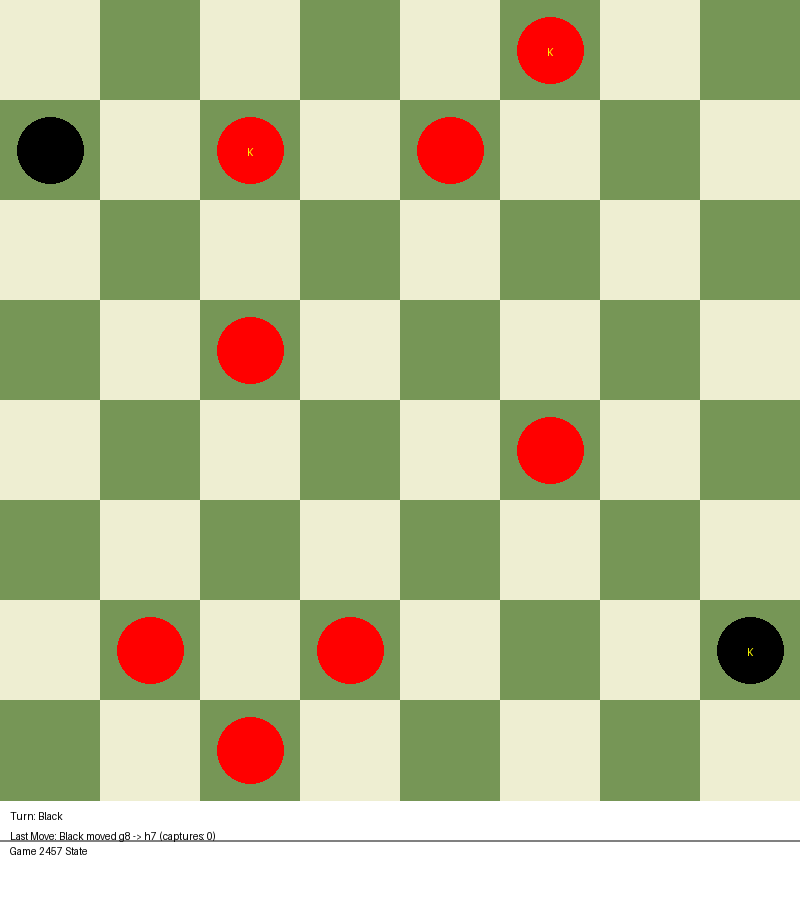 K
K
K
Turn: Black
Last Move: Black moved g8 -> h7 (captures: 0)
Game 2457 State